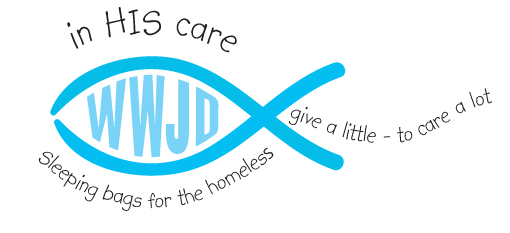 in HIS care
WWJD
give a little - to care a lot
Sleeping bags for the homeless